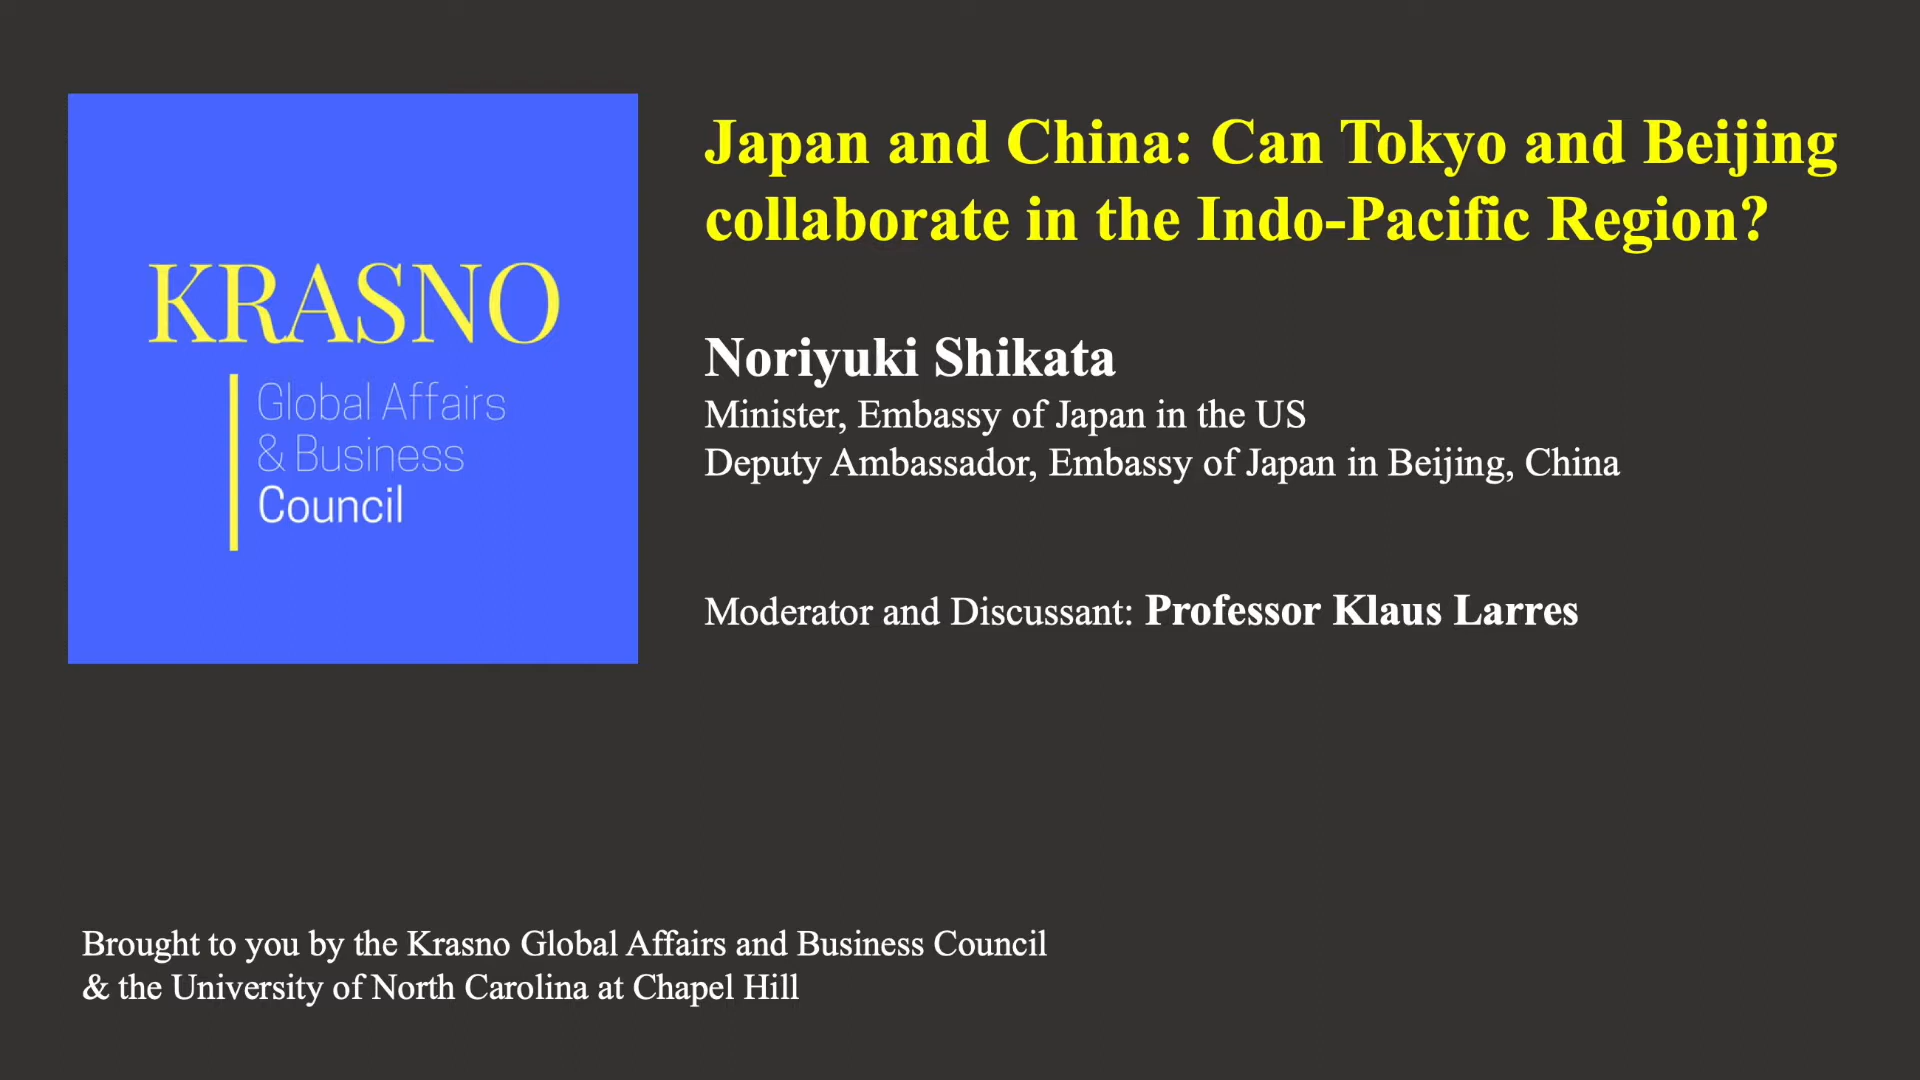 KRASNO
Global Affairs
& Business
Council
Japan and China: Can Tokyo and Beijing
collaborate in the Indo-Pacific Region?
Noriyuki Shikata
Minister, Embassy of Japan in the US
Deputy Ambassador, Embassy of Japan in Beijing, China
Moderator and Discussant: Professor Klaus Larres
Brought to you by the Krasno Global Affairs and Business Council
& the University of North Carolina at Chapel Hill